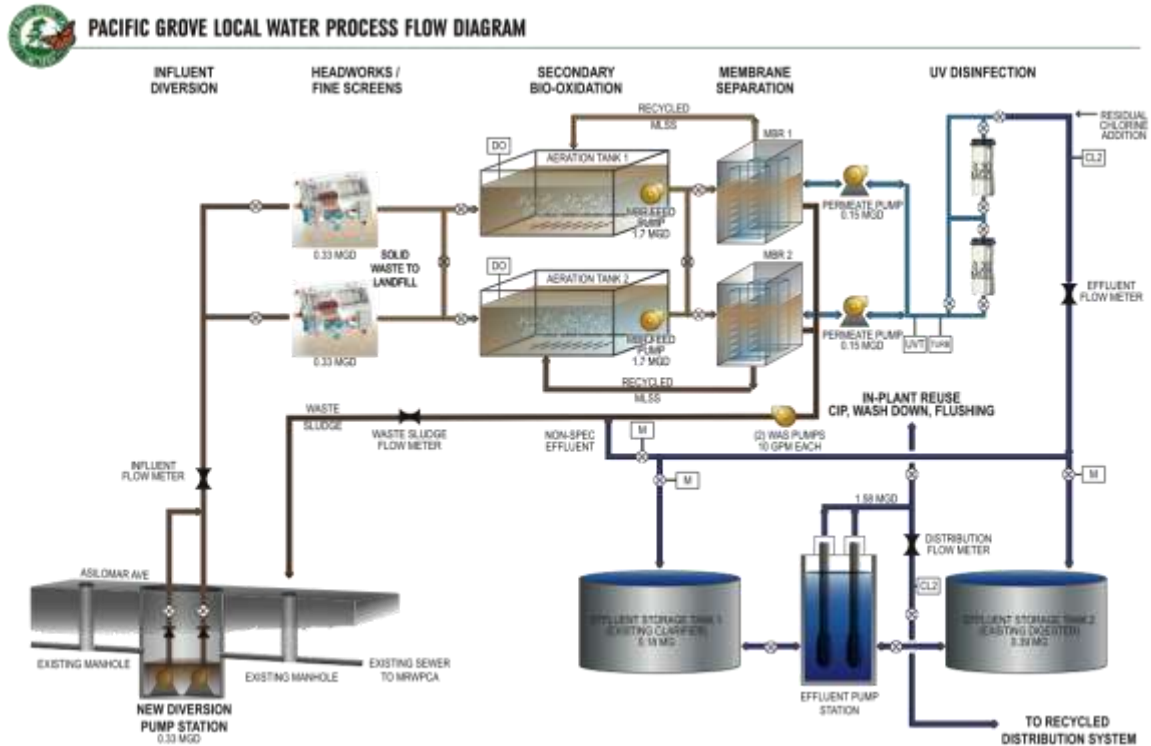 PACIFIC GROVE LOCAL WATER PROCESS FLOW DIAGRAM
INFLUENT
DIVERSION
HEADWORKS /
FINE SCREENS
SECONDARY
BIO-OXIDATION
MEMBRANE
SEPARATION
UV DISINFECTION
RECYCLED
MLSS
MBR 1
RESIDUAL
CHLORINE
ADDITION
DO
AERATION TANK 1
CL2
MBR FEED
PUMP
1.7 MGD
PERMEATE PUMP
0.15 MGD
0.33 MGD
SOLID
WASTE TO
LANDFILL
MBR 2
DO
AERATION TANK 2
EFFLUENT
FLOW METER
MBR FEED
PUMP
1.7 MGD
PERMEATE PUMP
0.15 MGD
UVT
TURB
0.33 MGD
RECYCLED
MLSS
IN-PLANT REUSE
CIP, WASH DOWN, FLUSHING
WASTE
SLUDGE
WASTE SLUDGE
FLOW METER
NON-SPEC
EFFLUENT
M
(2) WAS PUMPS
10 GPM EACH
INFLUENT
FLOW METER
M
M
1.58 MGD
DISTRIBUTION
FLOW METER
ASILOMAR AVE
CL2
EFFLUENT STORAGE TANK 1
(EXISTING CLARIFIER)
0.18 MG
EFFLUENT STORAGE TANK 2
(EXISTING DIGESTER)
0.39 MG
EXISTING MANHOLE
EXISTING MANHOLE
EXISTING SEWER
TO MRWPCA
EFFLUENT PUMP
STATION
NEW DIVERSION
PUMP STATION
0.33 MGD
TO RECYCLED
DISTRIBUTION SYSTEM